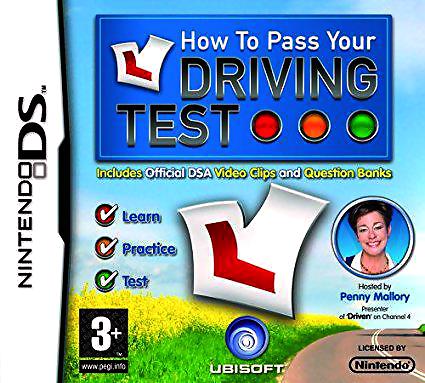 NINTENDO DS™
How To Pass Your
DRIVING
TEST
Includes Official DSA Video Clips and Question Banks
L
Learn
Practice
Test
L
Hosted by
Penny Mallory
Presenter
of 'Driven' on Channel 4
3+
www.pegi.info
UBISOFT
LICENSED BY
Nintendo